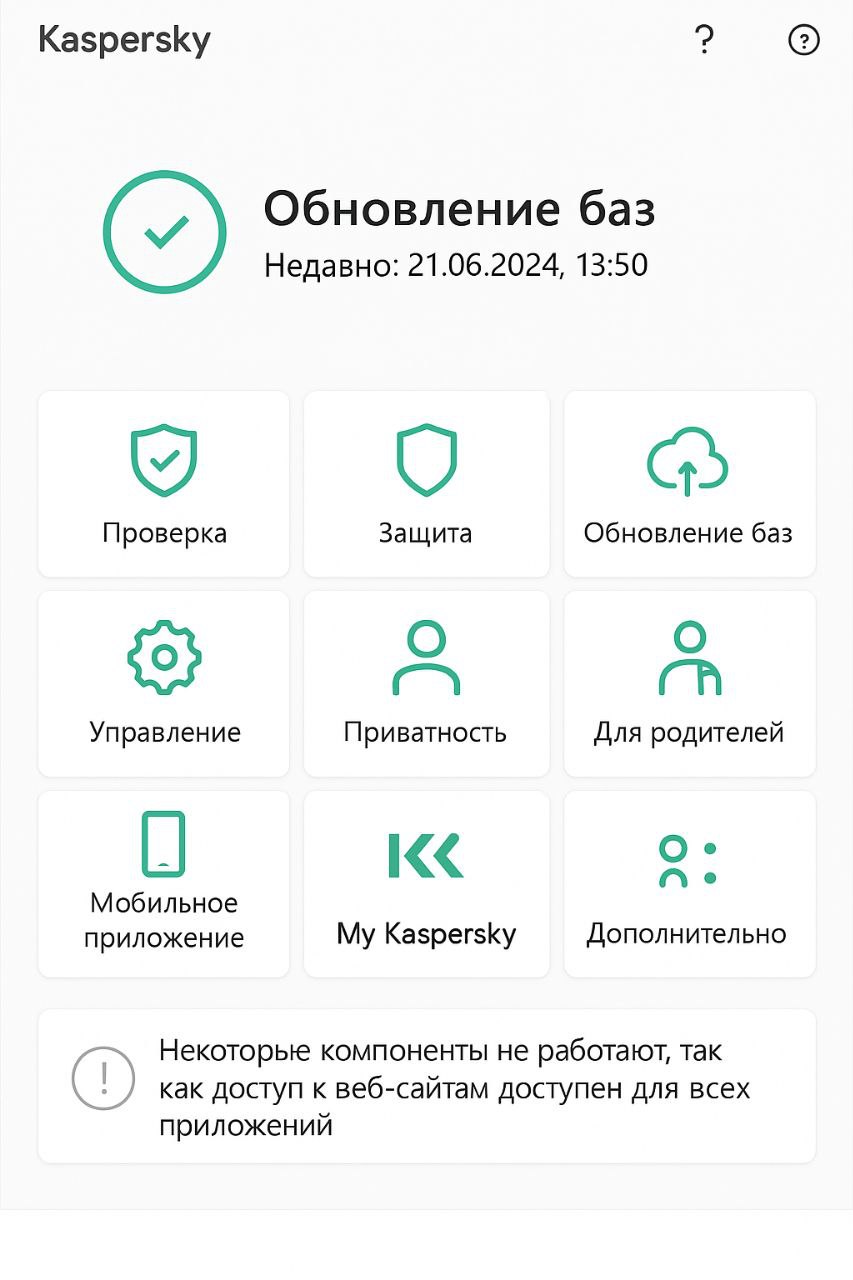 Kaspersky
?
?
Обновление баз
Недавно: 21.06.2024, 13:50
Проверка
Защита
Обновление баз
Управление
Приватность
Для родителей
Мобильное
приложение
My Kaspersky
Дополнительно
Некоторые компоненты не работают, так
как доступ к веб-сайтам доступен для всех
приложений